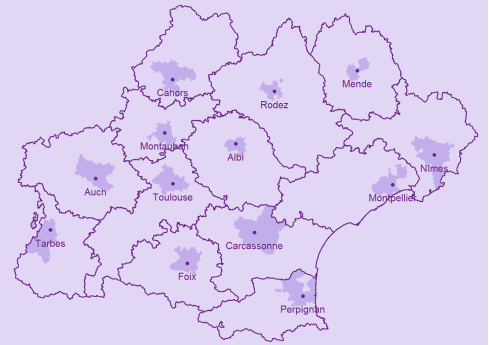 Mende
Cahors
Rodez
Montauban
Albi
Nîmes
Auch
Toulouse
Montpellier
Tarbes
Carcassonne
Foix
Perpignan